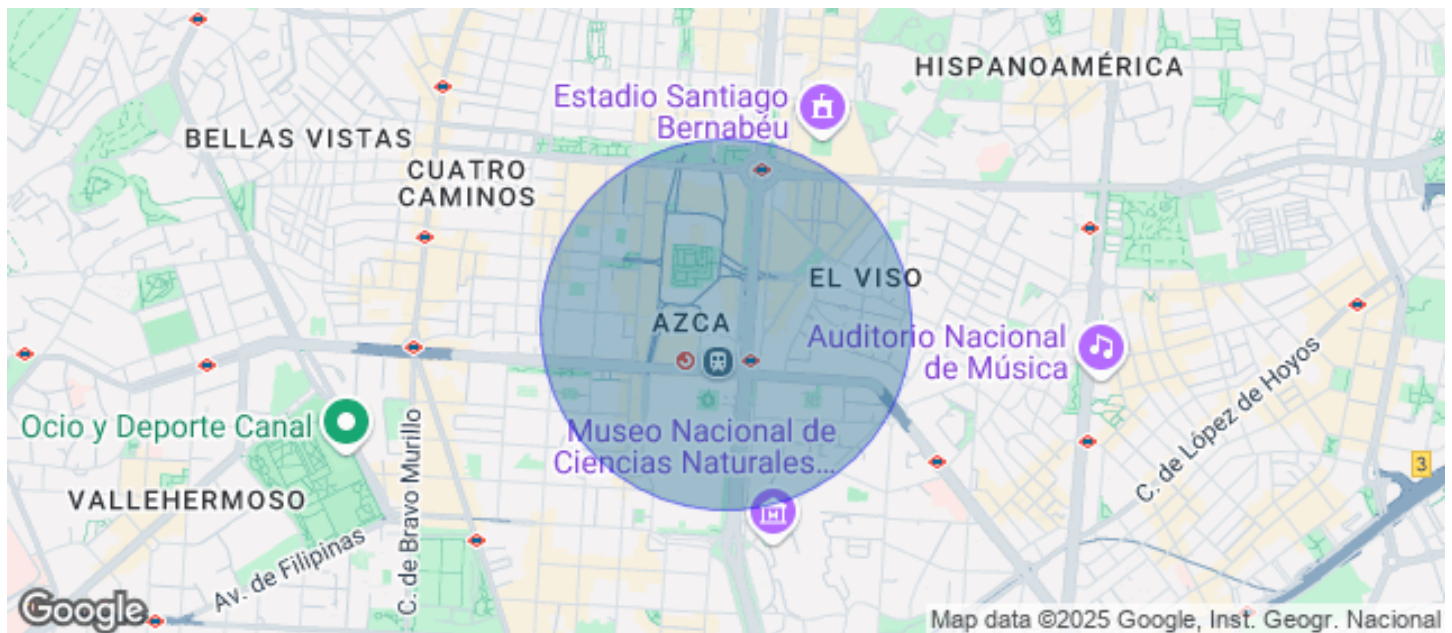 HISPANOAMÉRICA
Estadio Santiago
Bernabéu
BELLAS VISTAS
CUATRO
CAMINOS
EL VISO
AZCA
Auditorio Nacional
de Música
Ocio y Deporte Canal
Museo Nacional de
Ciencias Naturales...
C. de López de Hoyos
3
VALLEHERMOSO
C. de Bravo Murillo
Av. de Filipinas
Google
Map data ©2025 Google, Inst. Geogr. Nacional